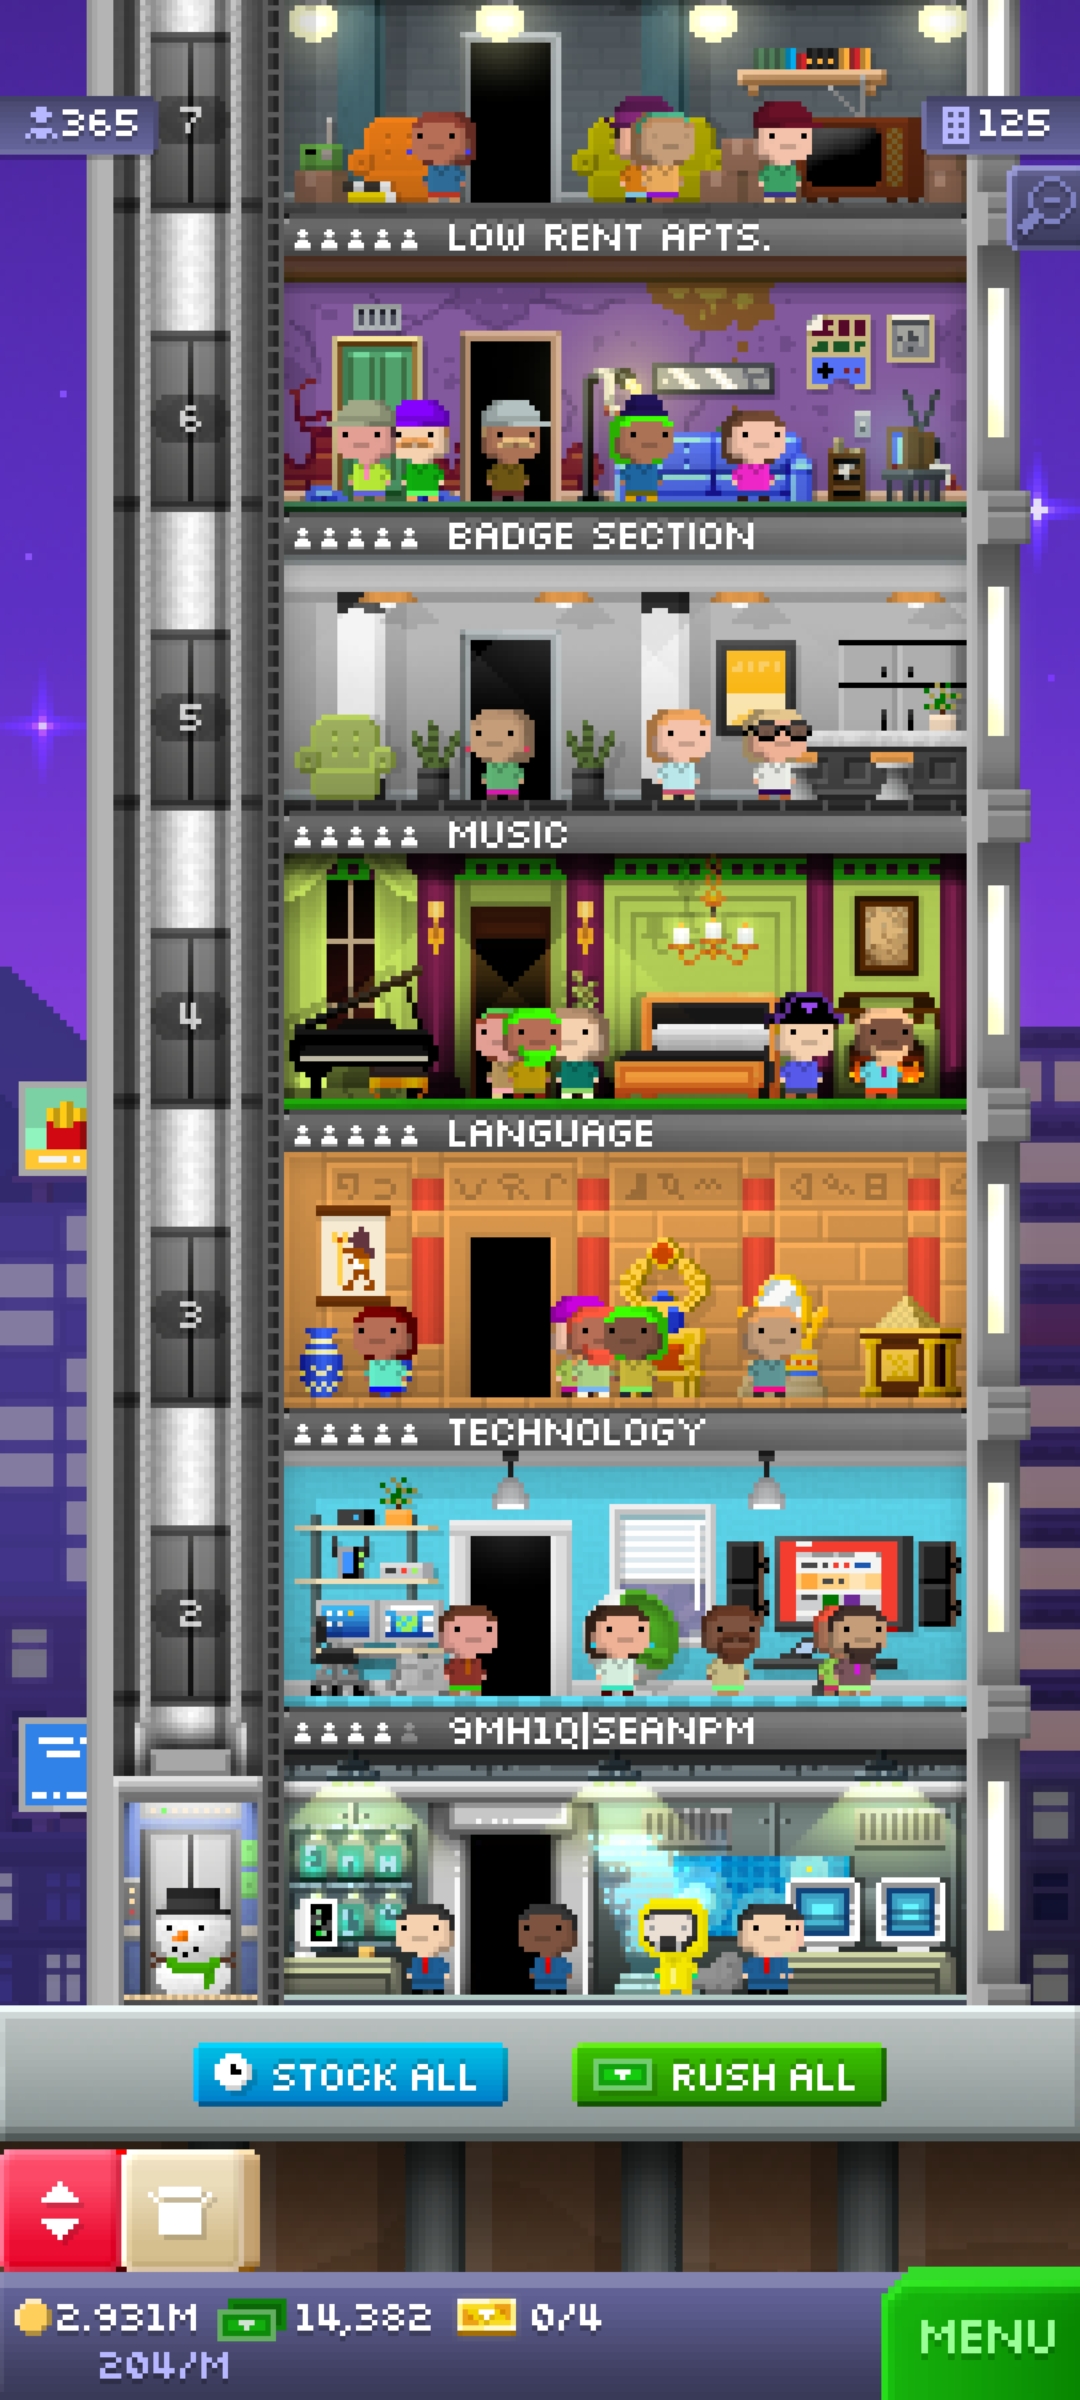 365
7
125
LOW RENT APTS.
6
BADGE SECTION
5
MUSIC
4
LANGUAGE
3
TECHNOLOGY
2
9MH1Q|SEANPM
STOCK ALL
RUSH ALL
2.931M
14,382
0/4
204/M
MENU